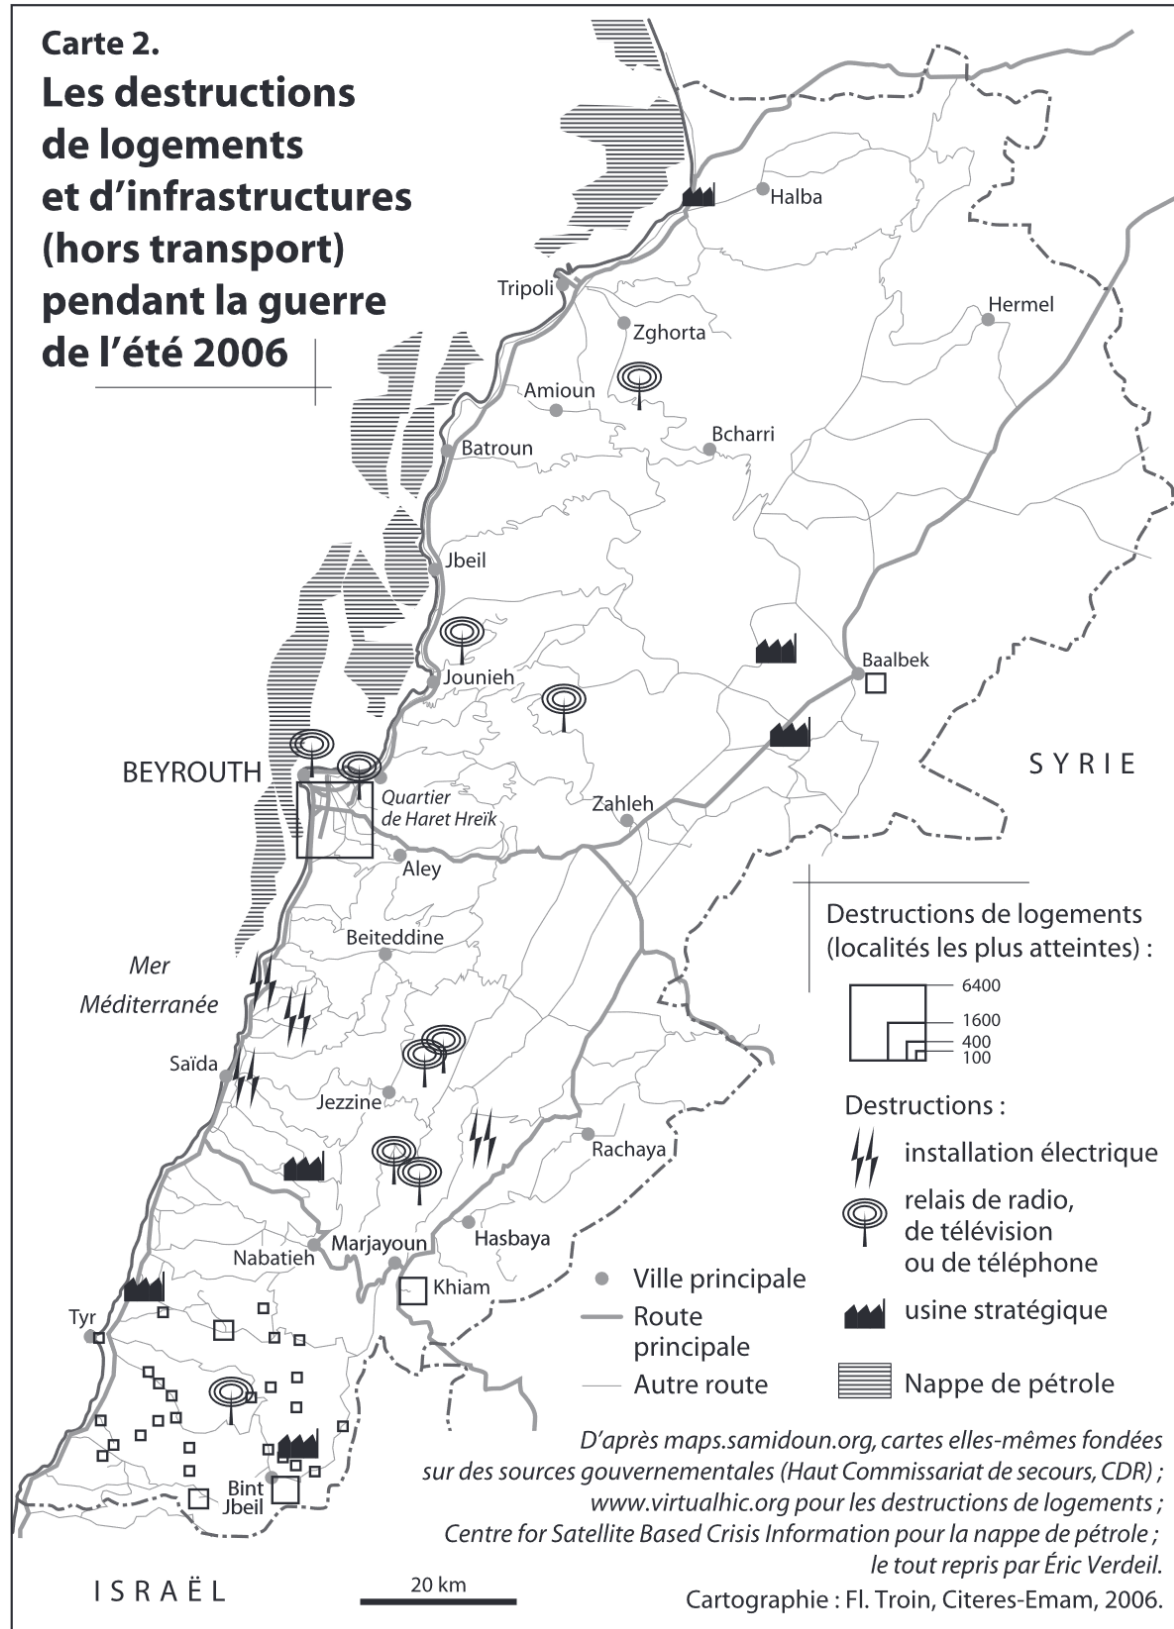 Carte 2.
Les destructions
de logements
et d’infrastructures
(hors transport)
pendant la guerre
de l’été 2006
Halba
Tripoli
Hermel
Zghorta
Amioun
Bcharri
Batroun
Jbeil
Baalbek
Jounieh
SYRIE
BEYROUTH
Quartier
de Haret Hreïk
Zahleh
Aley
Beiteddine
Mer
Méditerranée
Saïda
Jezzine
Rachaya
Hasbaya
Nabatieh
Marjayoun
Khiam
Tyr
Bint
Jbeil
ISRAËL
Destructions de logements
(localités les plus atteintes) :
6400
1600
400
100
Destructions :
installation électrique
relais de radio,
de télévision
ou de téléphone
usine stratégique
Nappe de pétrole
Ville principale
Route
principale
Autre route
D’après maps.samidoun.org, cartes elles-mêmes fondées
sur des sources gouvernementales (Haut Commissariat de secours, CDR) ;
www.virtualhic.org pour les destructions de logements ;
Centre for Satellite Based Crisis Information pour la nappe de pétrole ;
le tout repris par Éric Verdeil.
20 km
Cartographie : Fl. Troin, Citeres-Emam, 2006.